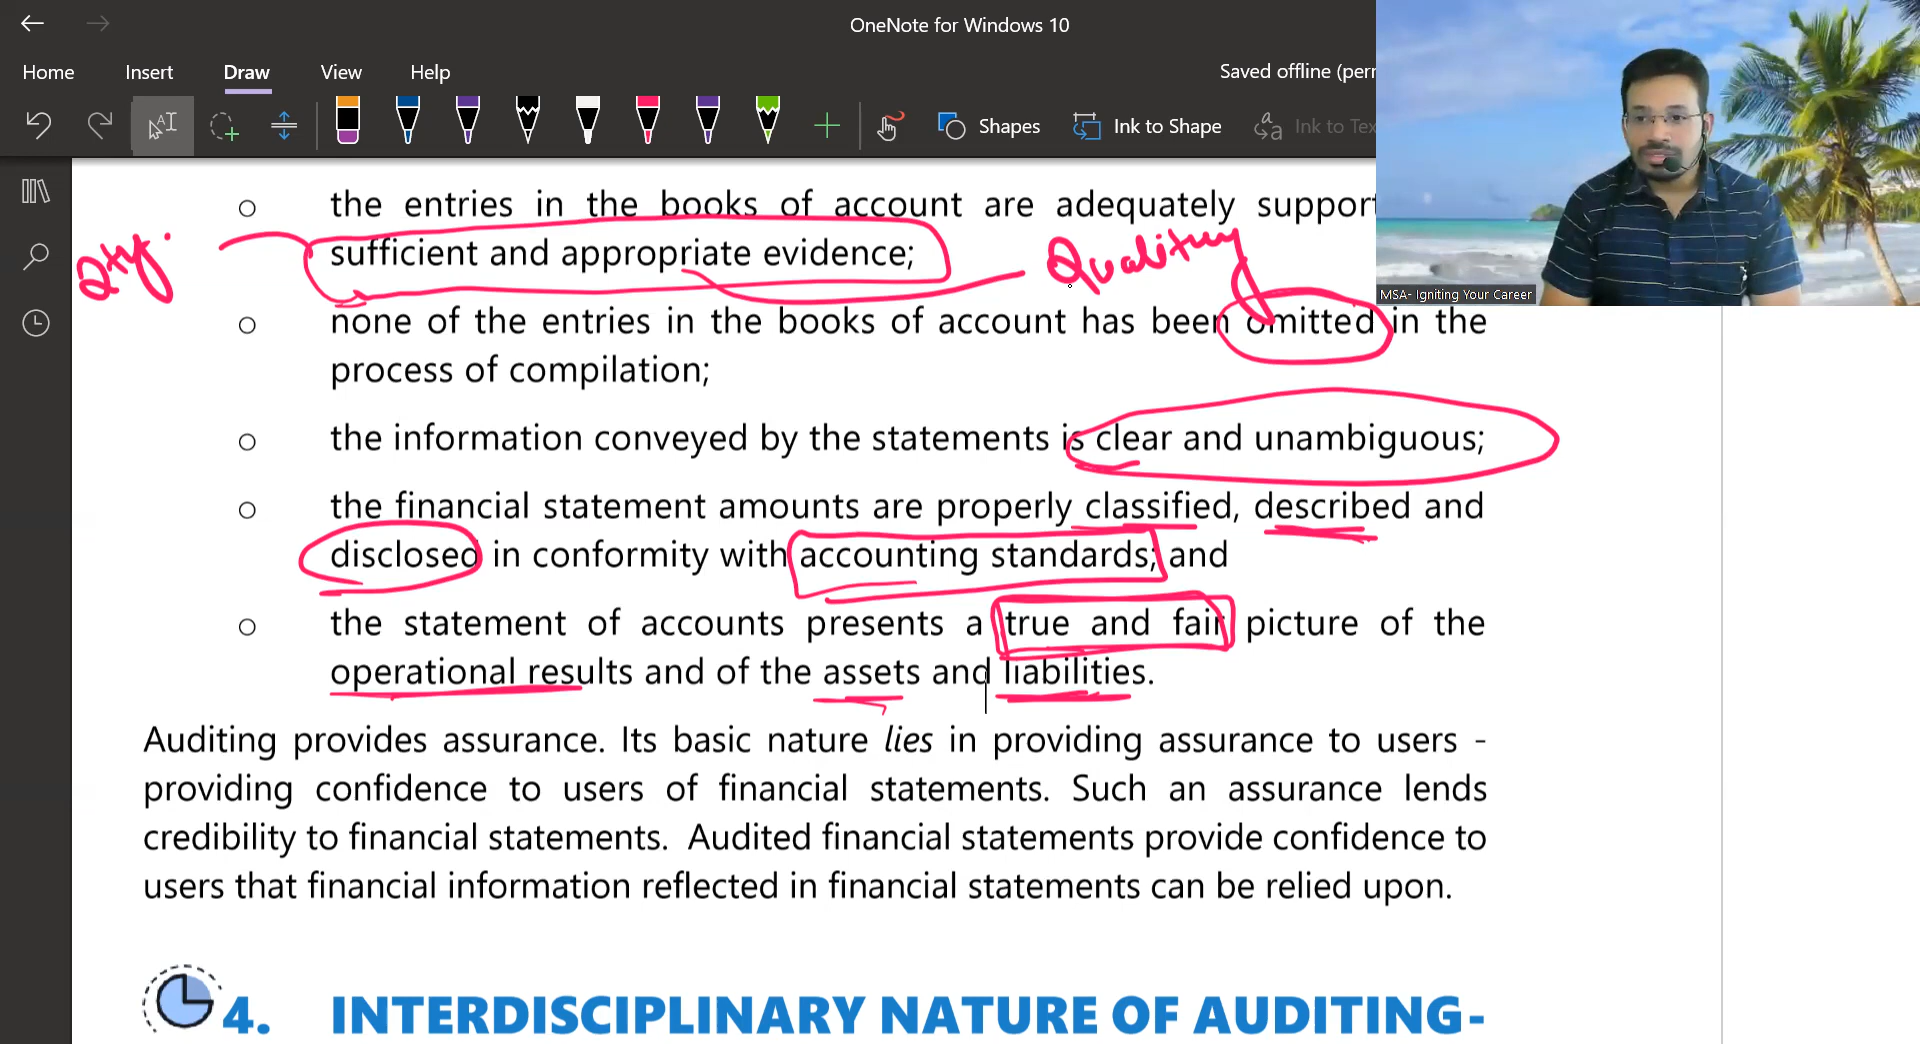 OneNote for Windows 10
Home Insert Draw View Help
Saved offline (per
Shapes Ink to Shape Ink to Tex
the entries in the books of account are adequately support
sufficient and appropriate evidence;
Qty.
Quality
none of the entries in the books of account has been omitted in the
process of compilation;
the information conveyed by the statements is clear and unambiguous;
the financial statement amounts are properly classified, described and
disclosed in conformity with accounting standards; and
the statement of accounts presents a true and fair picture of the
operational results and of the assets and liabilities.
Auditing provides assurance. Its basic nature lies in providing assurance to users -
providing confidence to users of financial statements. Such an assurance lends
credibility to financial statements. Audited financial statements provide confidence to
users that financial information reflected in financial statements can be relied upon.
4. INTERDISCIPLINARY NATURE OF AUDITING-
MSA- Igniting Your Career